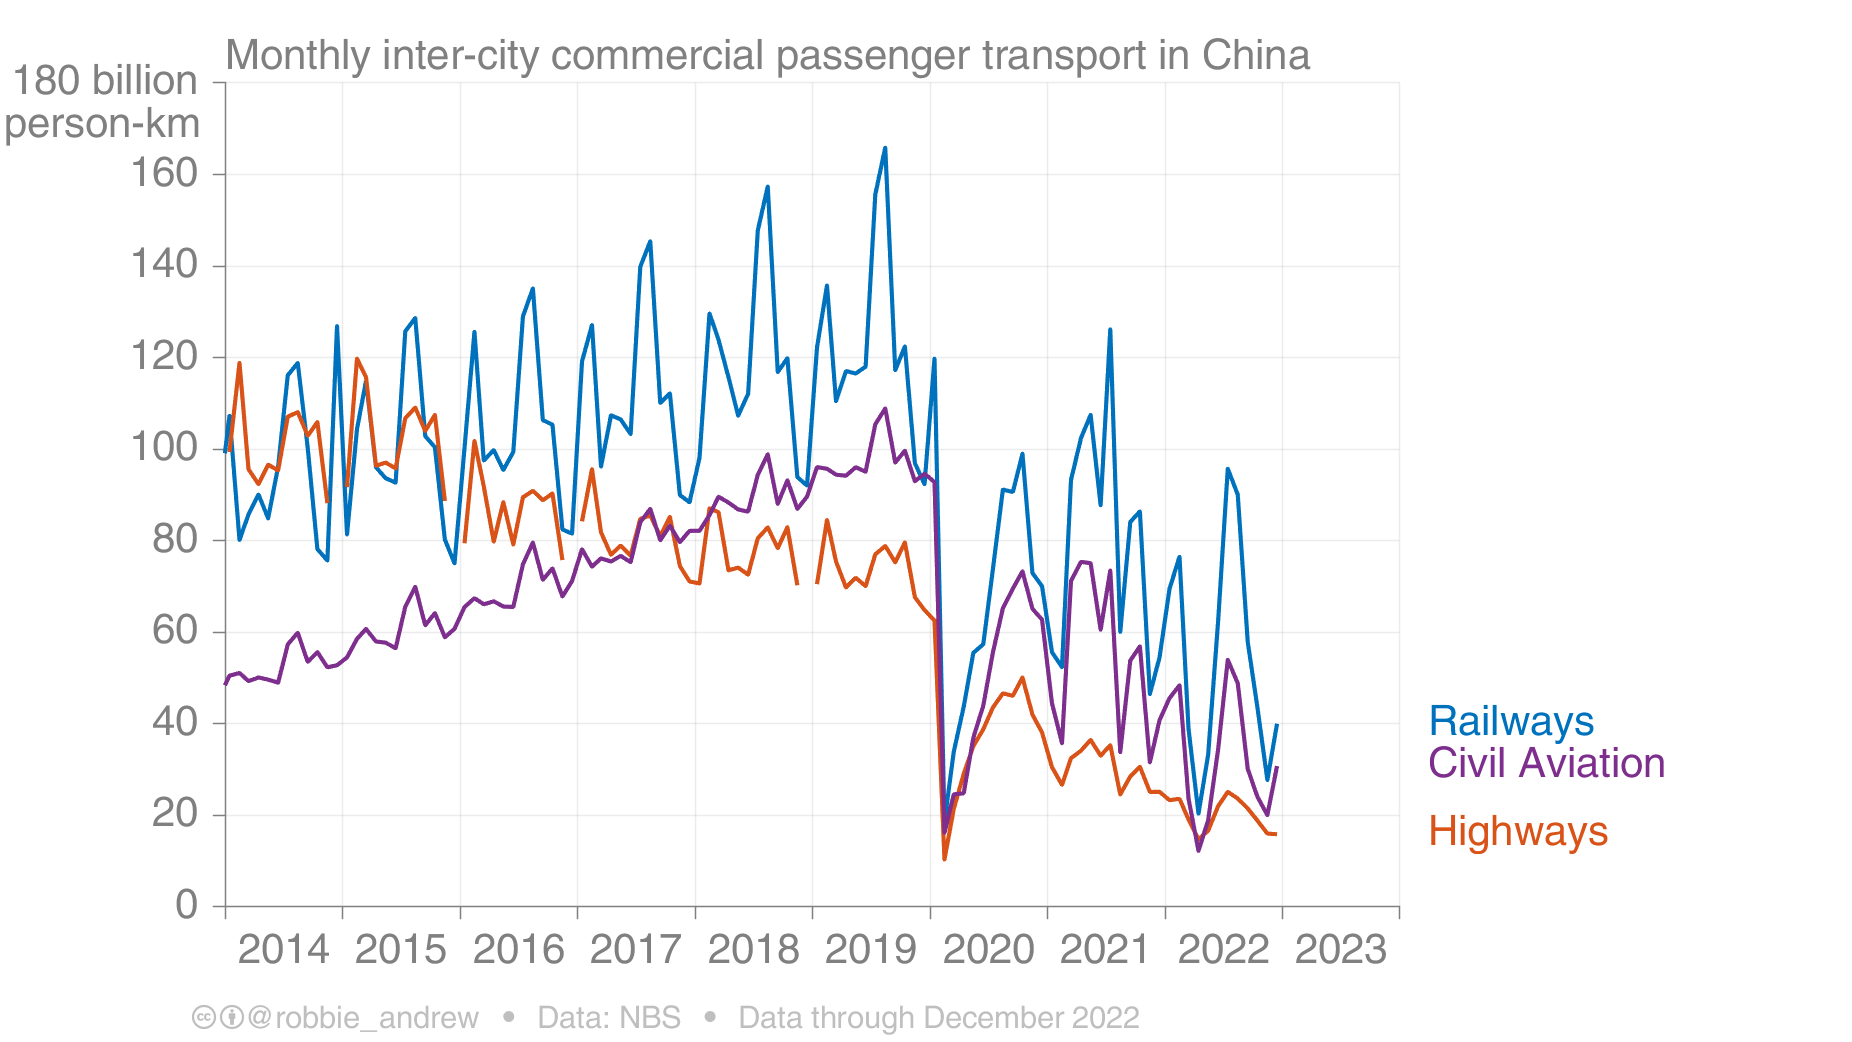 Monthly inter-city commercial passenger transport in China
180 billion
person-km
160
140
120
100
80
60
40
20
0
2014 2015 2016 2017 2018 2019 2020 2021 2022 2023
Railways
Civil Aviation
Highways
cc @robbie_andrew • Data: NBS • Data through December 2022